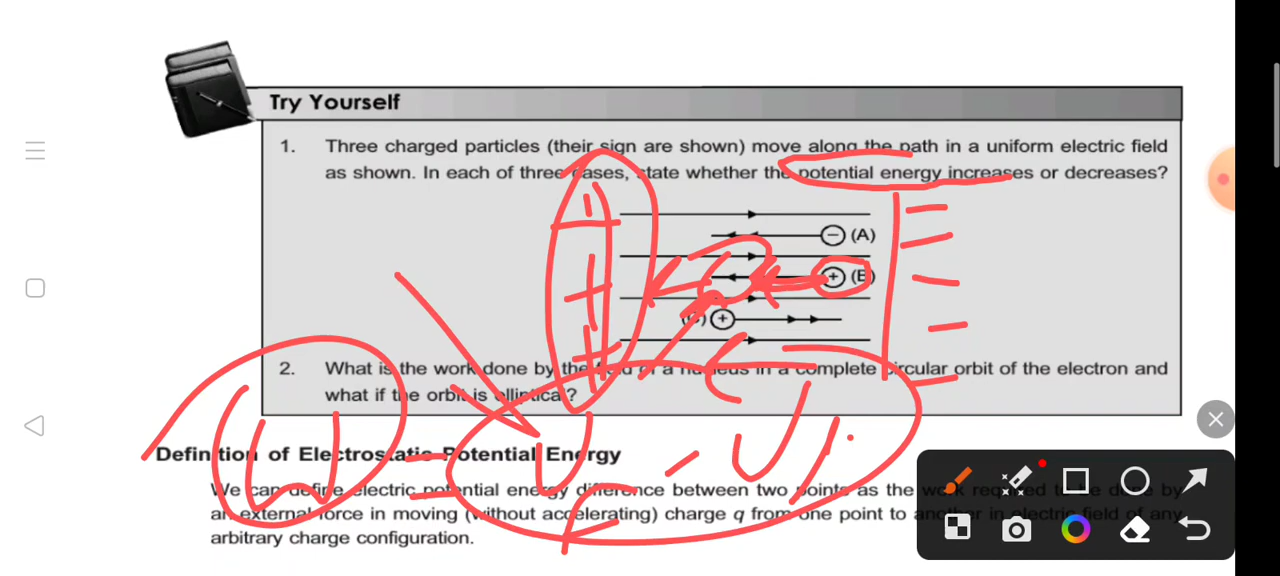 Try Yourself
1. Three charged particles (their sign are shown) move along the path in a uniform electric field
as shown. In each of three cases, state whether the potential energy increases or decreases?
− (A)
+ (B)
(C) +
2. What is the work done by the field of a nucleus in a complete circular orbit of the electron and
what if the orbit is elliptical?
W = Uf - Ui
Definition of Electrostatic Potential Energy
We can define electric potential energy difference between two points as the work required to be done by
an external force in moving (without accelerating) charge q from one point to another in electric field of any
arbitrary charge configuration.